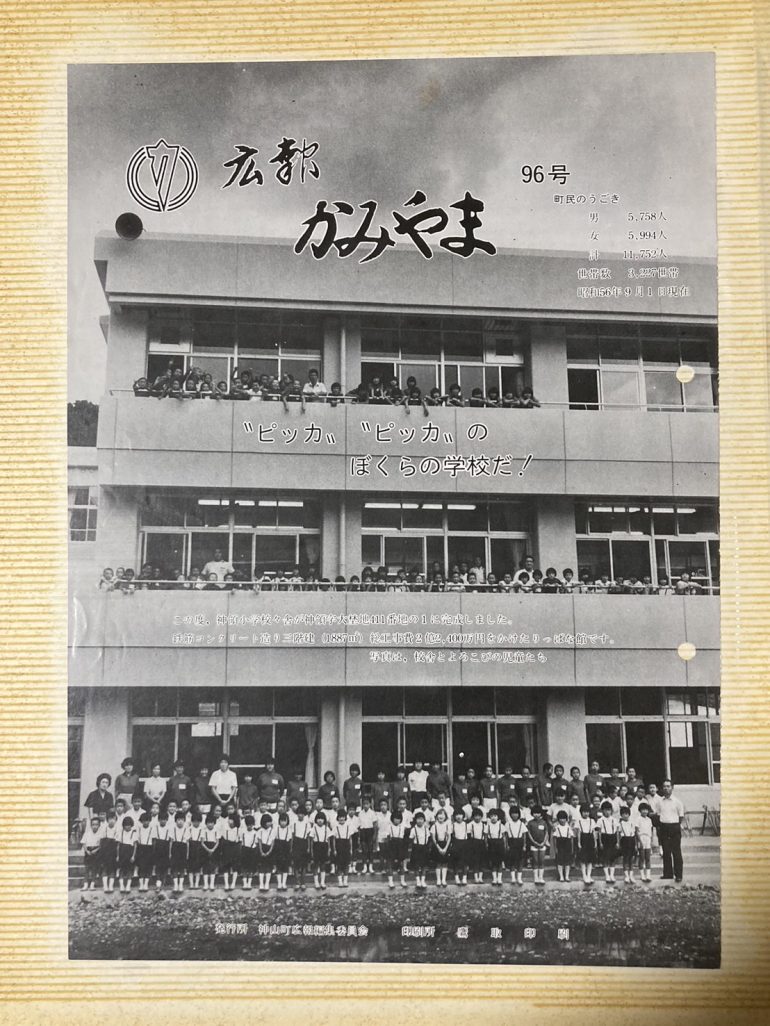 広報
かみやま
96号
町民のうごき
男 5,758人
女 5,994人
計 11,752人
世帯数 3,227世帯
昭和56年9月1日現在
〝ピッカ〟〝ピッカ〟の
ぼくらの学校だ!
この度、神領小学校々舎が神領字大埜地411番地の1に完成しました。
鉄筋コンクリート造り三階建(1887㎡)総工事費2億2,400万円をかけたりっぱな館です。
写真は、校舎とよろこびの児童たち
発行所 神山町広報編集委員会 印刷所 鷹取印刷